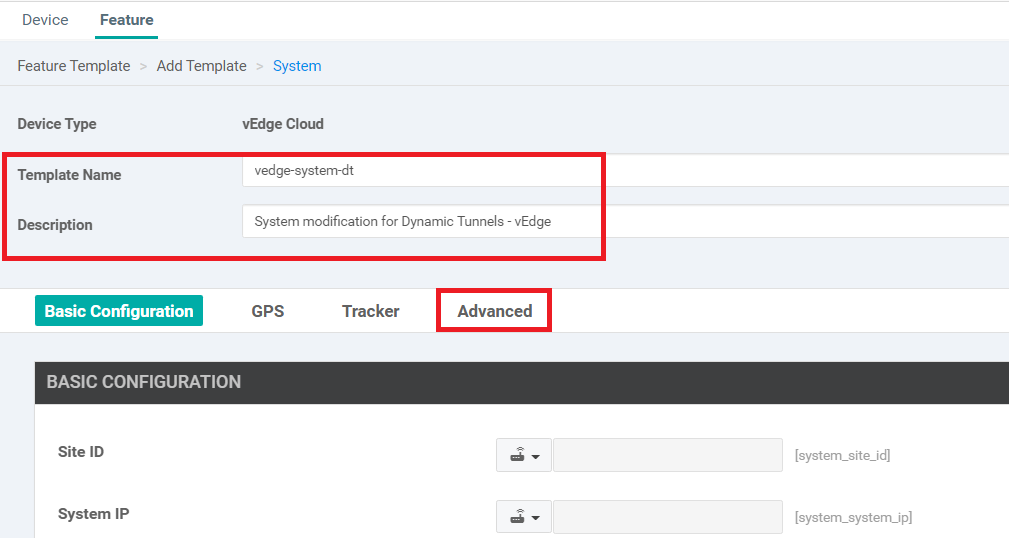 Device Feature
Feature Template > Add Template > System
Device Type vEdge Cloud
Template Name vedge-system-dt
Description System modification for Dynamic Tunnels - vEdge
Basic Configuration GPS Tracker Advanced
BASIC CONFIGURATION
Site ID [system_site_id]
System IP [system_system_ip]